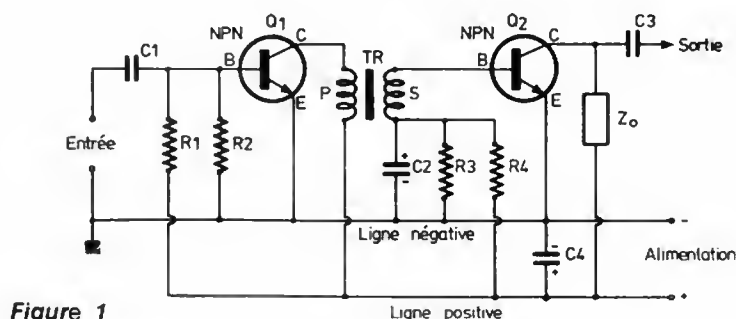 NPN Q1 C NPN Q2 C C3
C1 B TR B Sortie
E P S E
Entrée R1 R2 C2 + - R3 R4 Zo
Ligne négative -
C4 - + Alimentation
+
Figure 1 Ligne positive